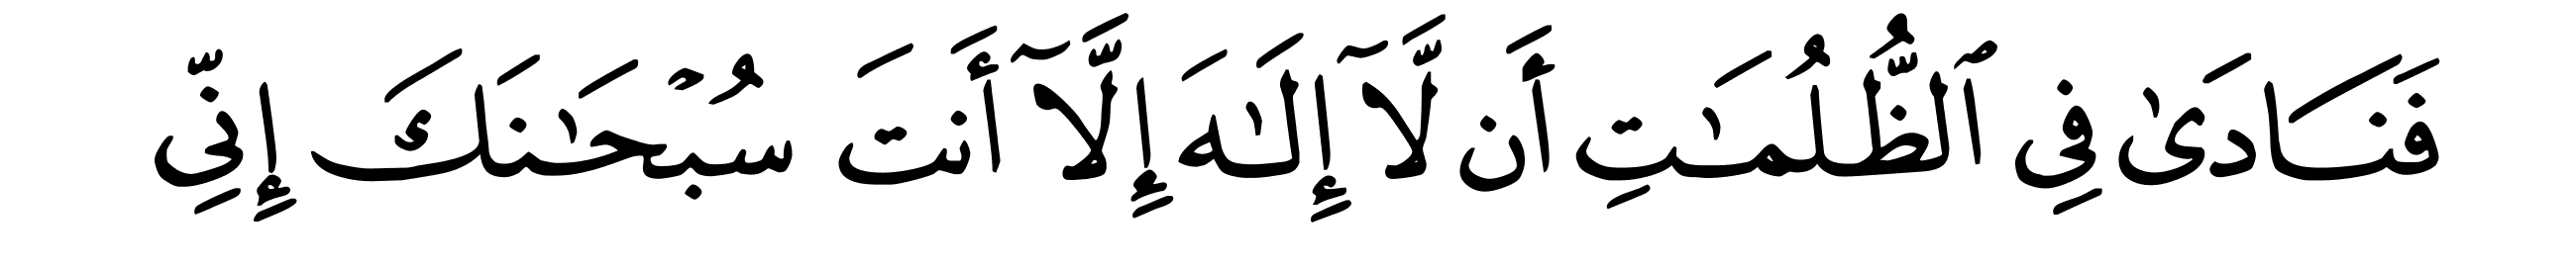 فَنَادَىٰ فِى ٱلظُّلُمَـٰتِ أَن لَّآ إِلَـٰهَ إِلَّآ أَنتَ سُبْحَـٰنَكَ إِنِّى